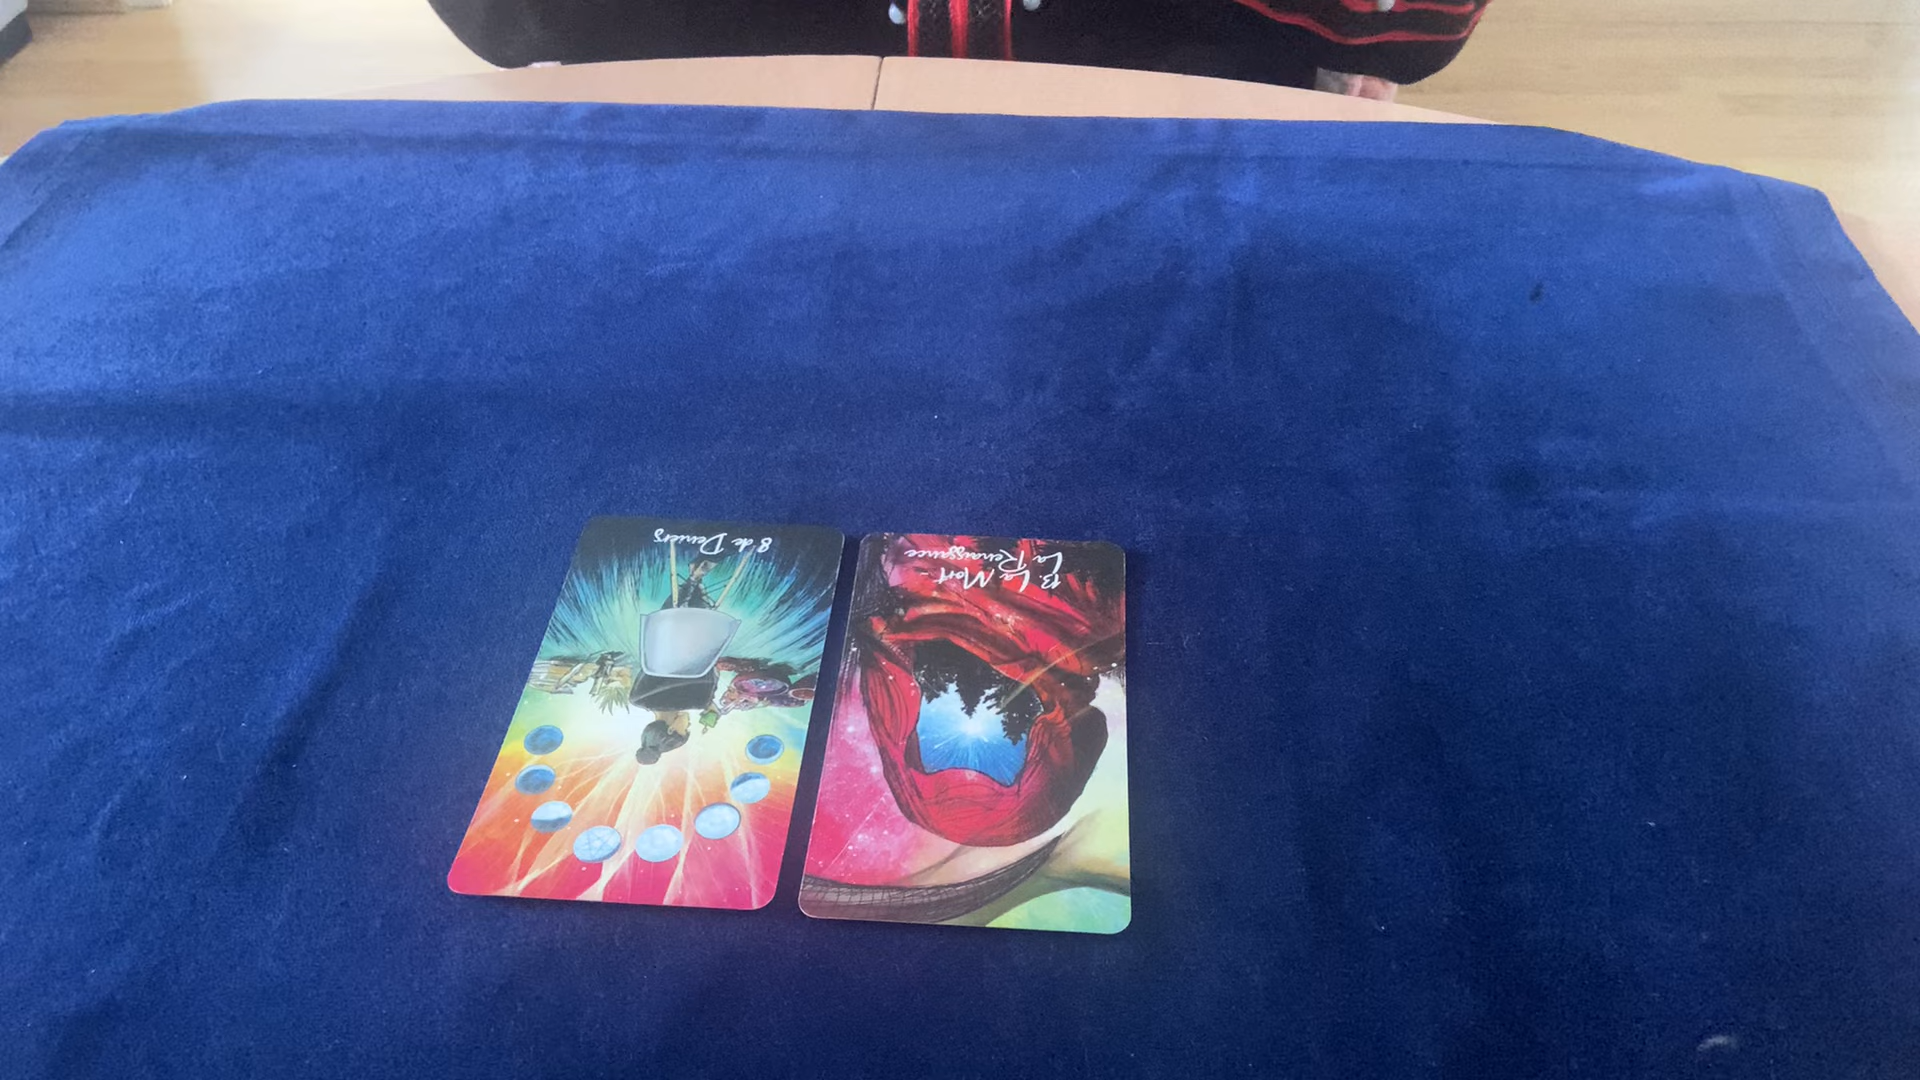 8 de Deniers
13. La Mort -
La Renaissance